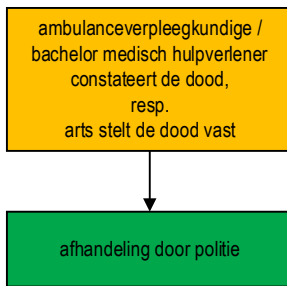 ambulanceverpleegkundige /
bachelor medisch hulpverlener
constateert de dood,
resp.
arts stelt de dood vast
afhandeling door politie